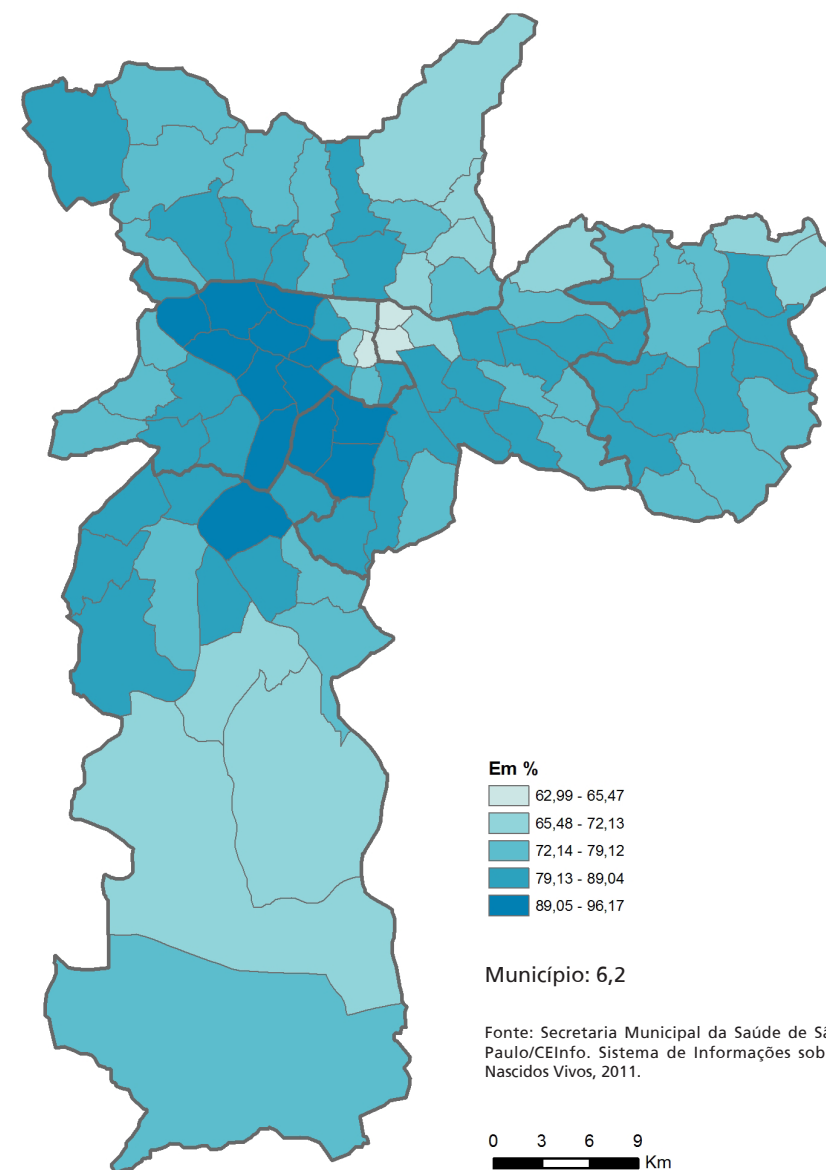 Em %
62,99 - 65,47
65,48 - 72,13
72,14 - 79,12
79,13 - 89,04
89,05 - 96,17
Município: 6,2
Fonte: Secretaria Municipal da Saúde de Sã
Paulo/CEInfo. Sistema de Informações sob
Nascidos Vivos, 2011.
0 3 6 9
Km